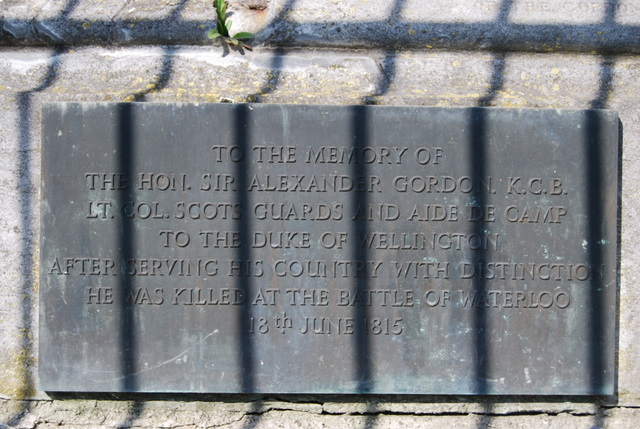 TO THE MEMORY OF
THE HON. SIR ALEXANDER GORDON. K.C.B.
LT. COL. SCOTS GUARDS AND AIDE DE CAMP
TO THE DUKE OF WELLINGTON
AFTER SERVING HIS COUNTRY WITH DISTINCTION
HE WAS KILLED AT THE BATTLE OF WATERLOO
18th JUNE 1815